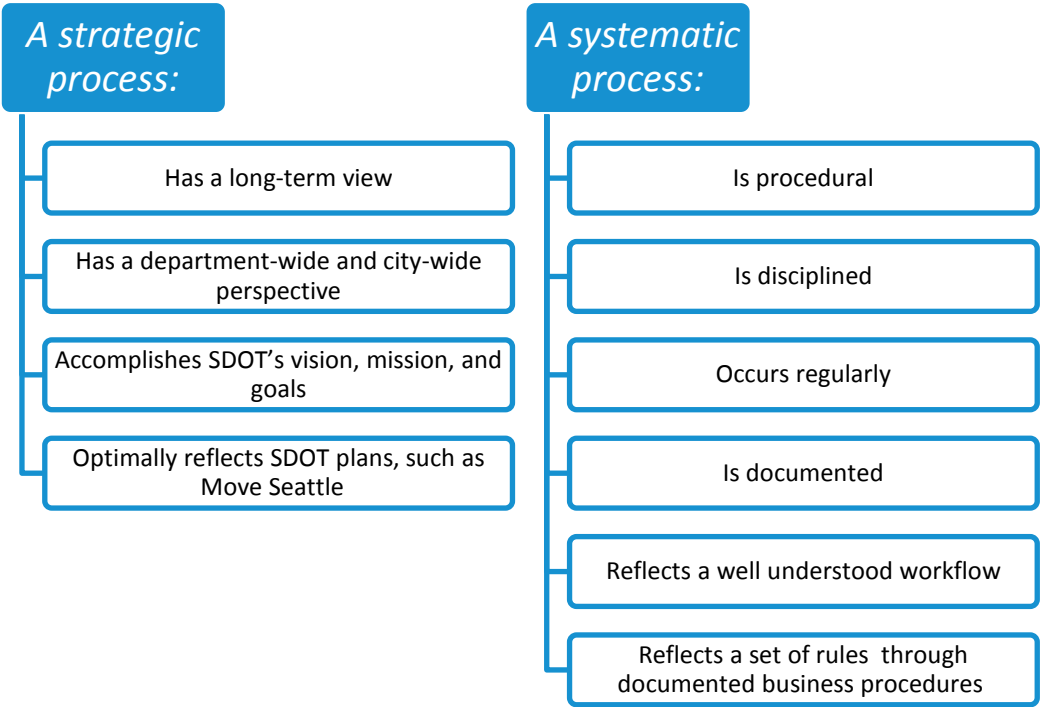 A strategic
process:
Has a long-term view
Has a department-wide and city-wide
perspective
Accomplishes SDOT’s vision, mission, and
goals
Optimally reflects SDOT plans, such as
Move Seattle
A systematic
process:
Is procedural
Is disciplined
Occurs regularly
Is documented
Reflects a well understood workflow
Reflects a set of rules  through
documented business procedures